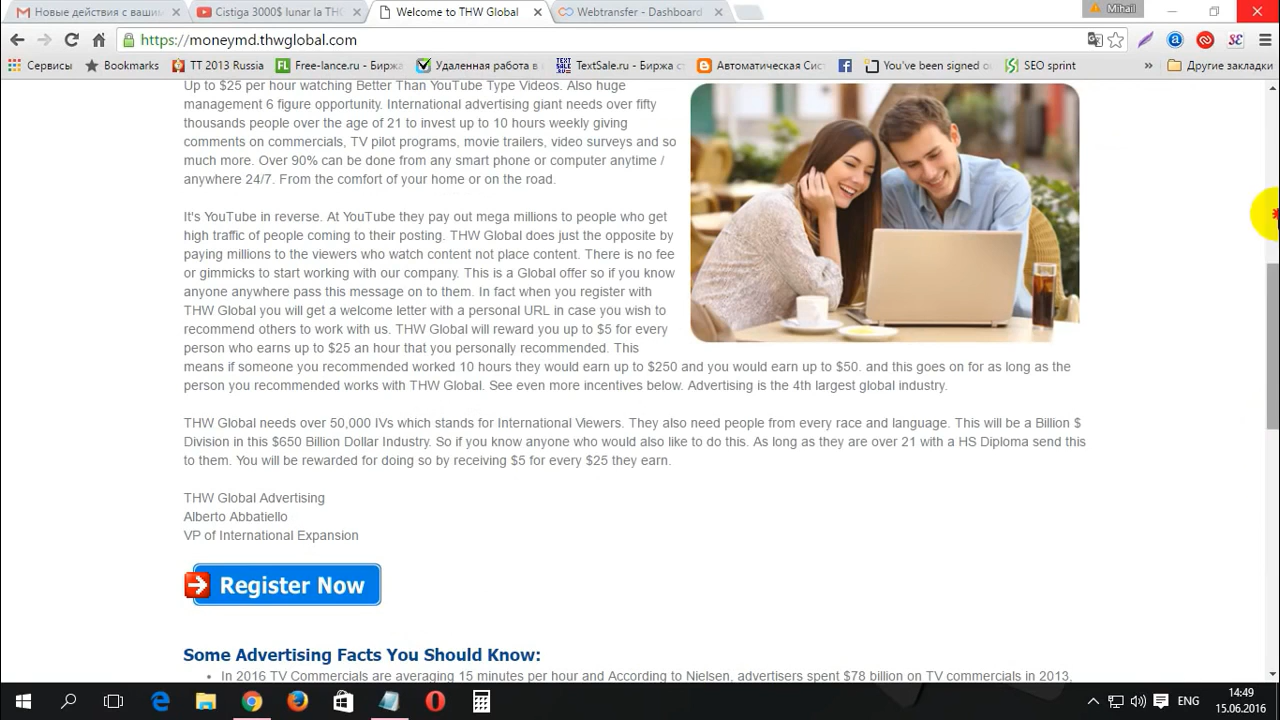 Новые действия с вашим
Cistiga 3000$ lunar la TH
Welcome to THW Global
Webtransfer - Dashboard
Mihail
https://moneymd.thwglobal.com
Сервисы
Bookmarks
TT 2013 Russia
FL Free-lance.ru - Биржа
Удаленная работа в
TEXT SALE TextSale.ru - Биржа с
Автоматическая Сис
You've been signed o
SEO sprint
»
Другие закладки
Up to $25 per hour watching Better Than YouTube Type Videos. Also huge
management 6 figure opportunity. International advertising giant needs over fifty
thousands people over the age of 21 to invest up to 10 hours weekly giving
comments on commercials, TV pilot programs, movie trailers, video surveys and so
much more. Over 90% can be done from any smart phone or computer anytime /
anywhere 24/7. From the comfort of your home or on the road.
It's YouTube in reverse. At YouTube they pay out mega millions to people who get
high traffic of people coming to their posting. THW Global does just the opposite by
paying millions to the viewers who watch content not place content. There is no fee
or gimmicks to start working with our company. This is a Global offer so if you know
anyone anywhere pass this message on to them. In fact when you register with
THW Global you will get a welcome letter with a personal URL in case you wish to
recommend others to work with us. THW Global will reward you up to $5 for every
person who earns up to $25 an hour that you personally recommended. This
means if someone you recommended worked 10 hours they would earn up to $250 and you would earn up to $50. and this goes on for as long as the
person you recommended works with THW Global. See even more incentives below. Advertising is the 4th largest global industry.
THW Global needs over 50,000 IVs which stands for International Viewers. They also need people from every race and language. This will be a Billion $
Division in this $650 Billion Dollar Industry. So if you know anyone who would also like to do this. As long as they are over 21 with a HS Diploma send this
to them. You will be rewarded for doing so by receiving $5 for every $25 they earn.
THW Global Advertising
Alberto Abbatiello
VP of International Expansion
Register Now
Some Advertising Facts You Should Know:
• In 2016 TV Commercials are averaging 15 minutes per hour and According to Nielsen, advertisers spent $78 billion on TV commercials in 2013,
ENG
14:49
15.06.2016